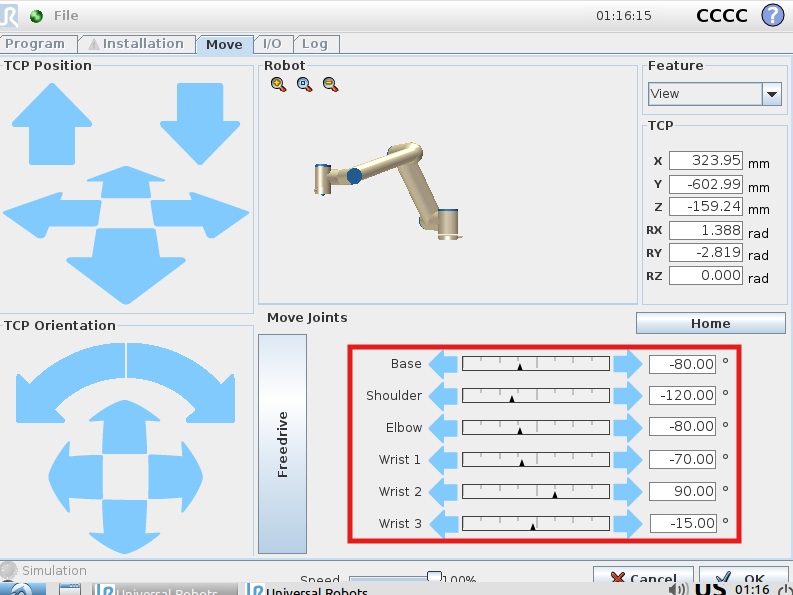 UR File 01:16:15 CCCC ?
Program Installation Move I/O Log
TCP Position
Robot
Feature
View
TCP
X 323.95 mm
Y -602.99 mm
Z -159.24 mm
RX 1.388 rad
RY -2.819 rad
RZ 0.000 rad
TCP Orientation
Move Joints
Home
Freedrive
Base -80.00 °
Shoulder -120.00 °
Elbow -80.00 °
Wrist 1 -70.00 °
Wrist 2 90.00 °
Wrist 3 -15.00 °
Simulation
Speed 100%
Cancel
OK
UR Universal Robots UR Universal Robots US 01:16